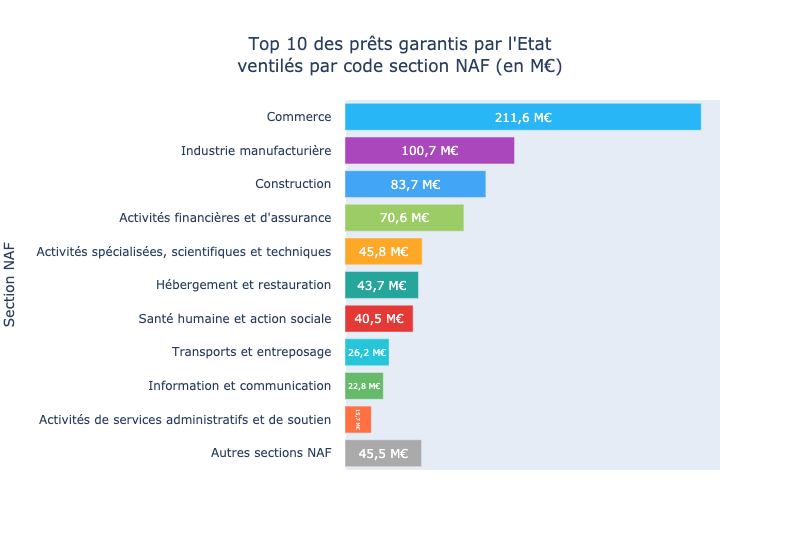 Top 10 des prêts garantis par l'Etat
ventilés par code section NAF (en M€)
Section NAF
Commerce 211,6 M€
Industrie manufacturière 100,7 M€
Construction 83,7 M€
Activités financières et d'assurance 70,6 M€
Activités spécialisées, scientifiques et techniques 45,8 M€
Hébergement et restauration 43,7 M€
Santé humaine et action sociale 40,5 M€
Transports et entreposage 26,2 M€
Information et communication 22,8 M€
Activités de services administratifs et de soutien M€
Autres sections NAF 45,5 M€